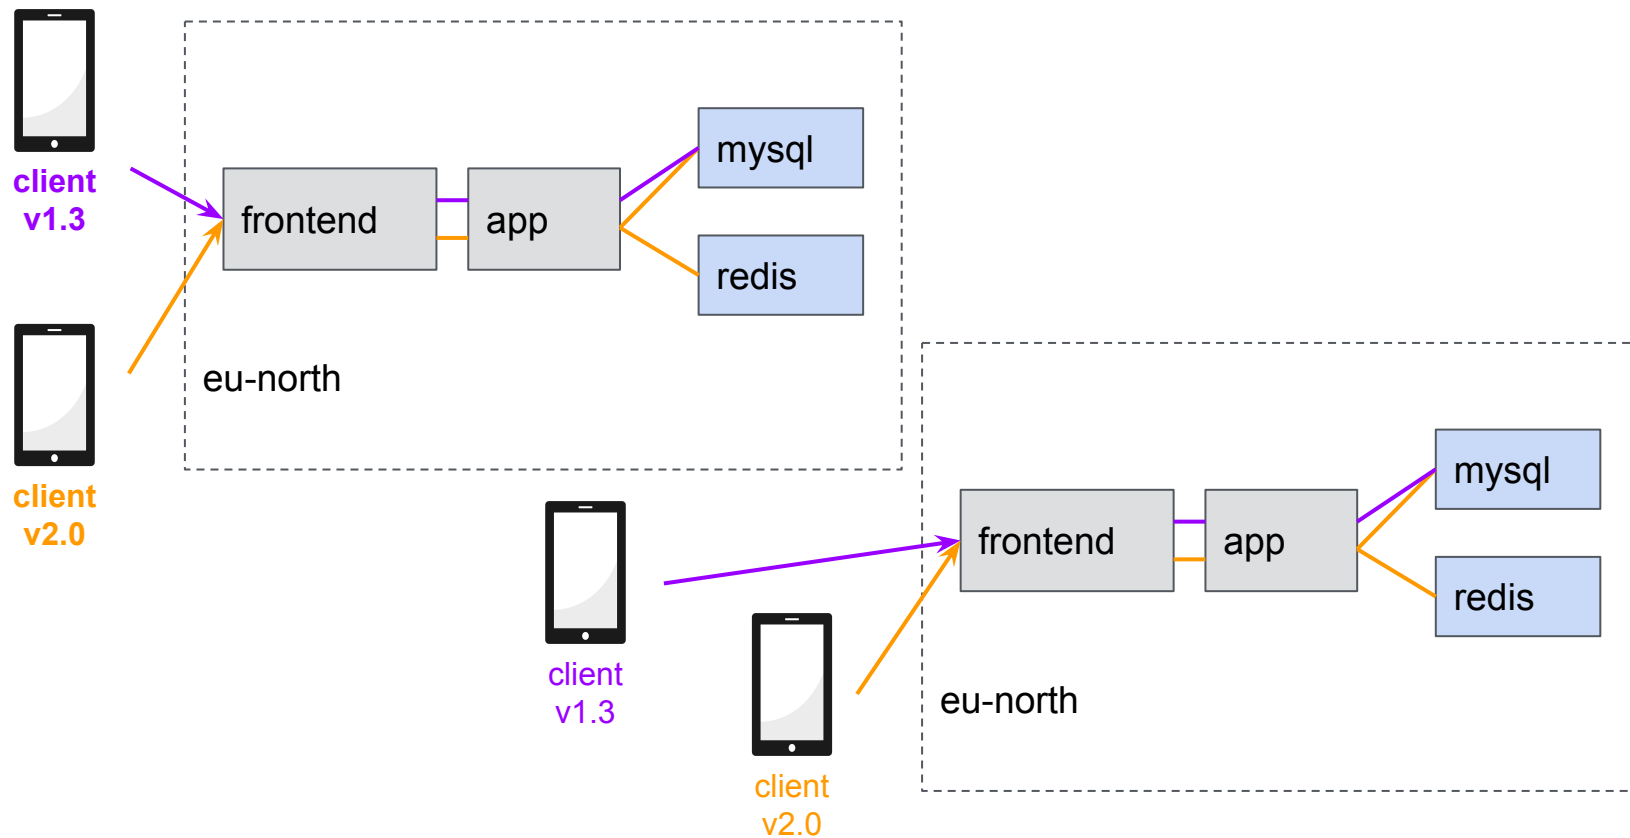 client
v1.3
frontend
app
mysql
redis
eu-north
client
v2.0
client
v1.3
client
v2.0
frontend
app
mysql
redis
eu-north